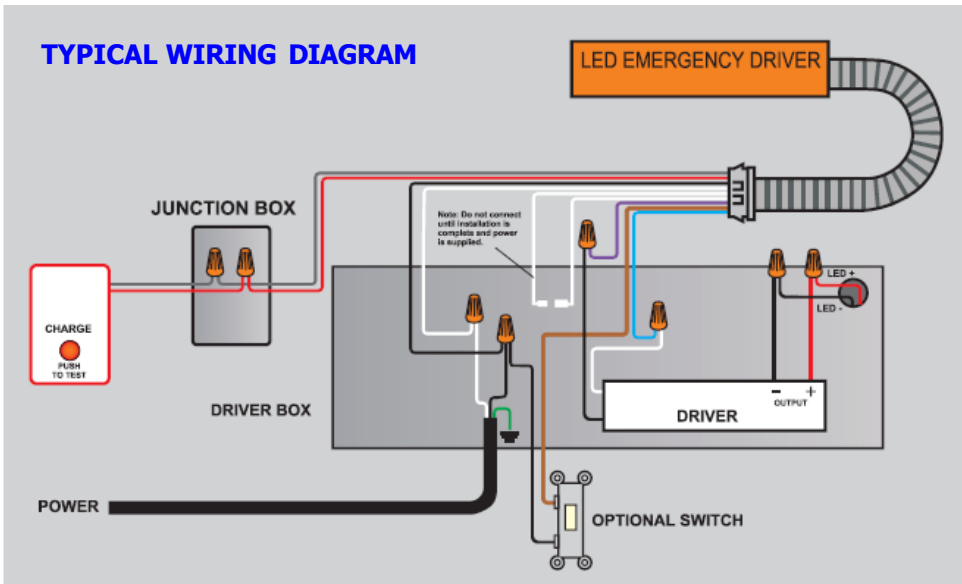 TYPICAL WIRING DIAGRAM
LED EMERGENCY DRIVER
JUNCTION BOX
Note: Do not connect
until installation is
complete and power
is supplied.
CHARGE
PUSH
TO TEST
LED +
LED -
DRIVER BOX
- +
OUTPUT
DRIVER
POWER
OPTIONAL SWITCH